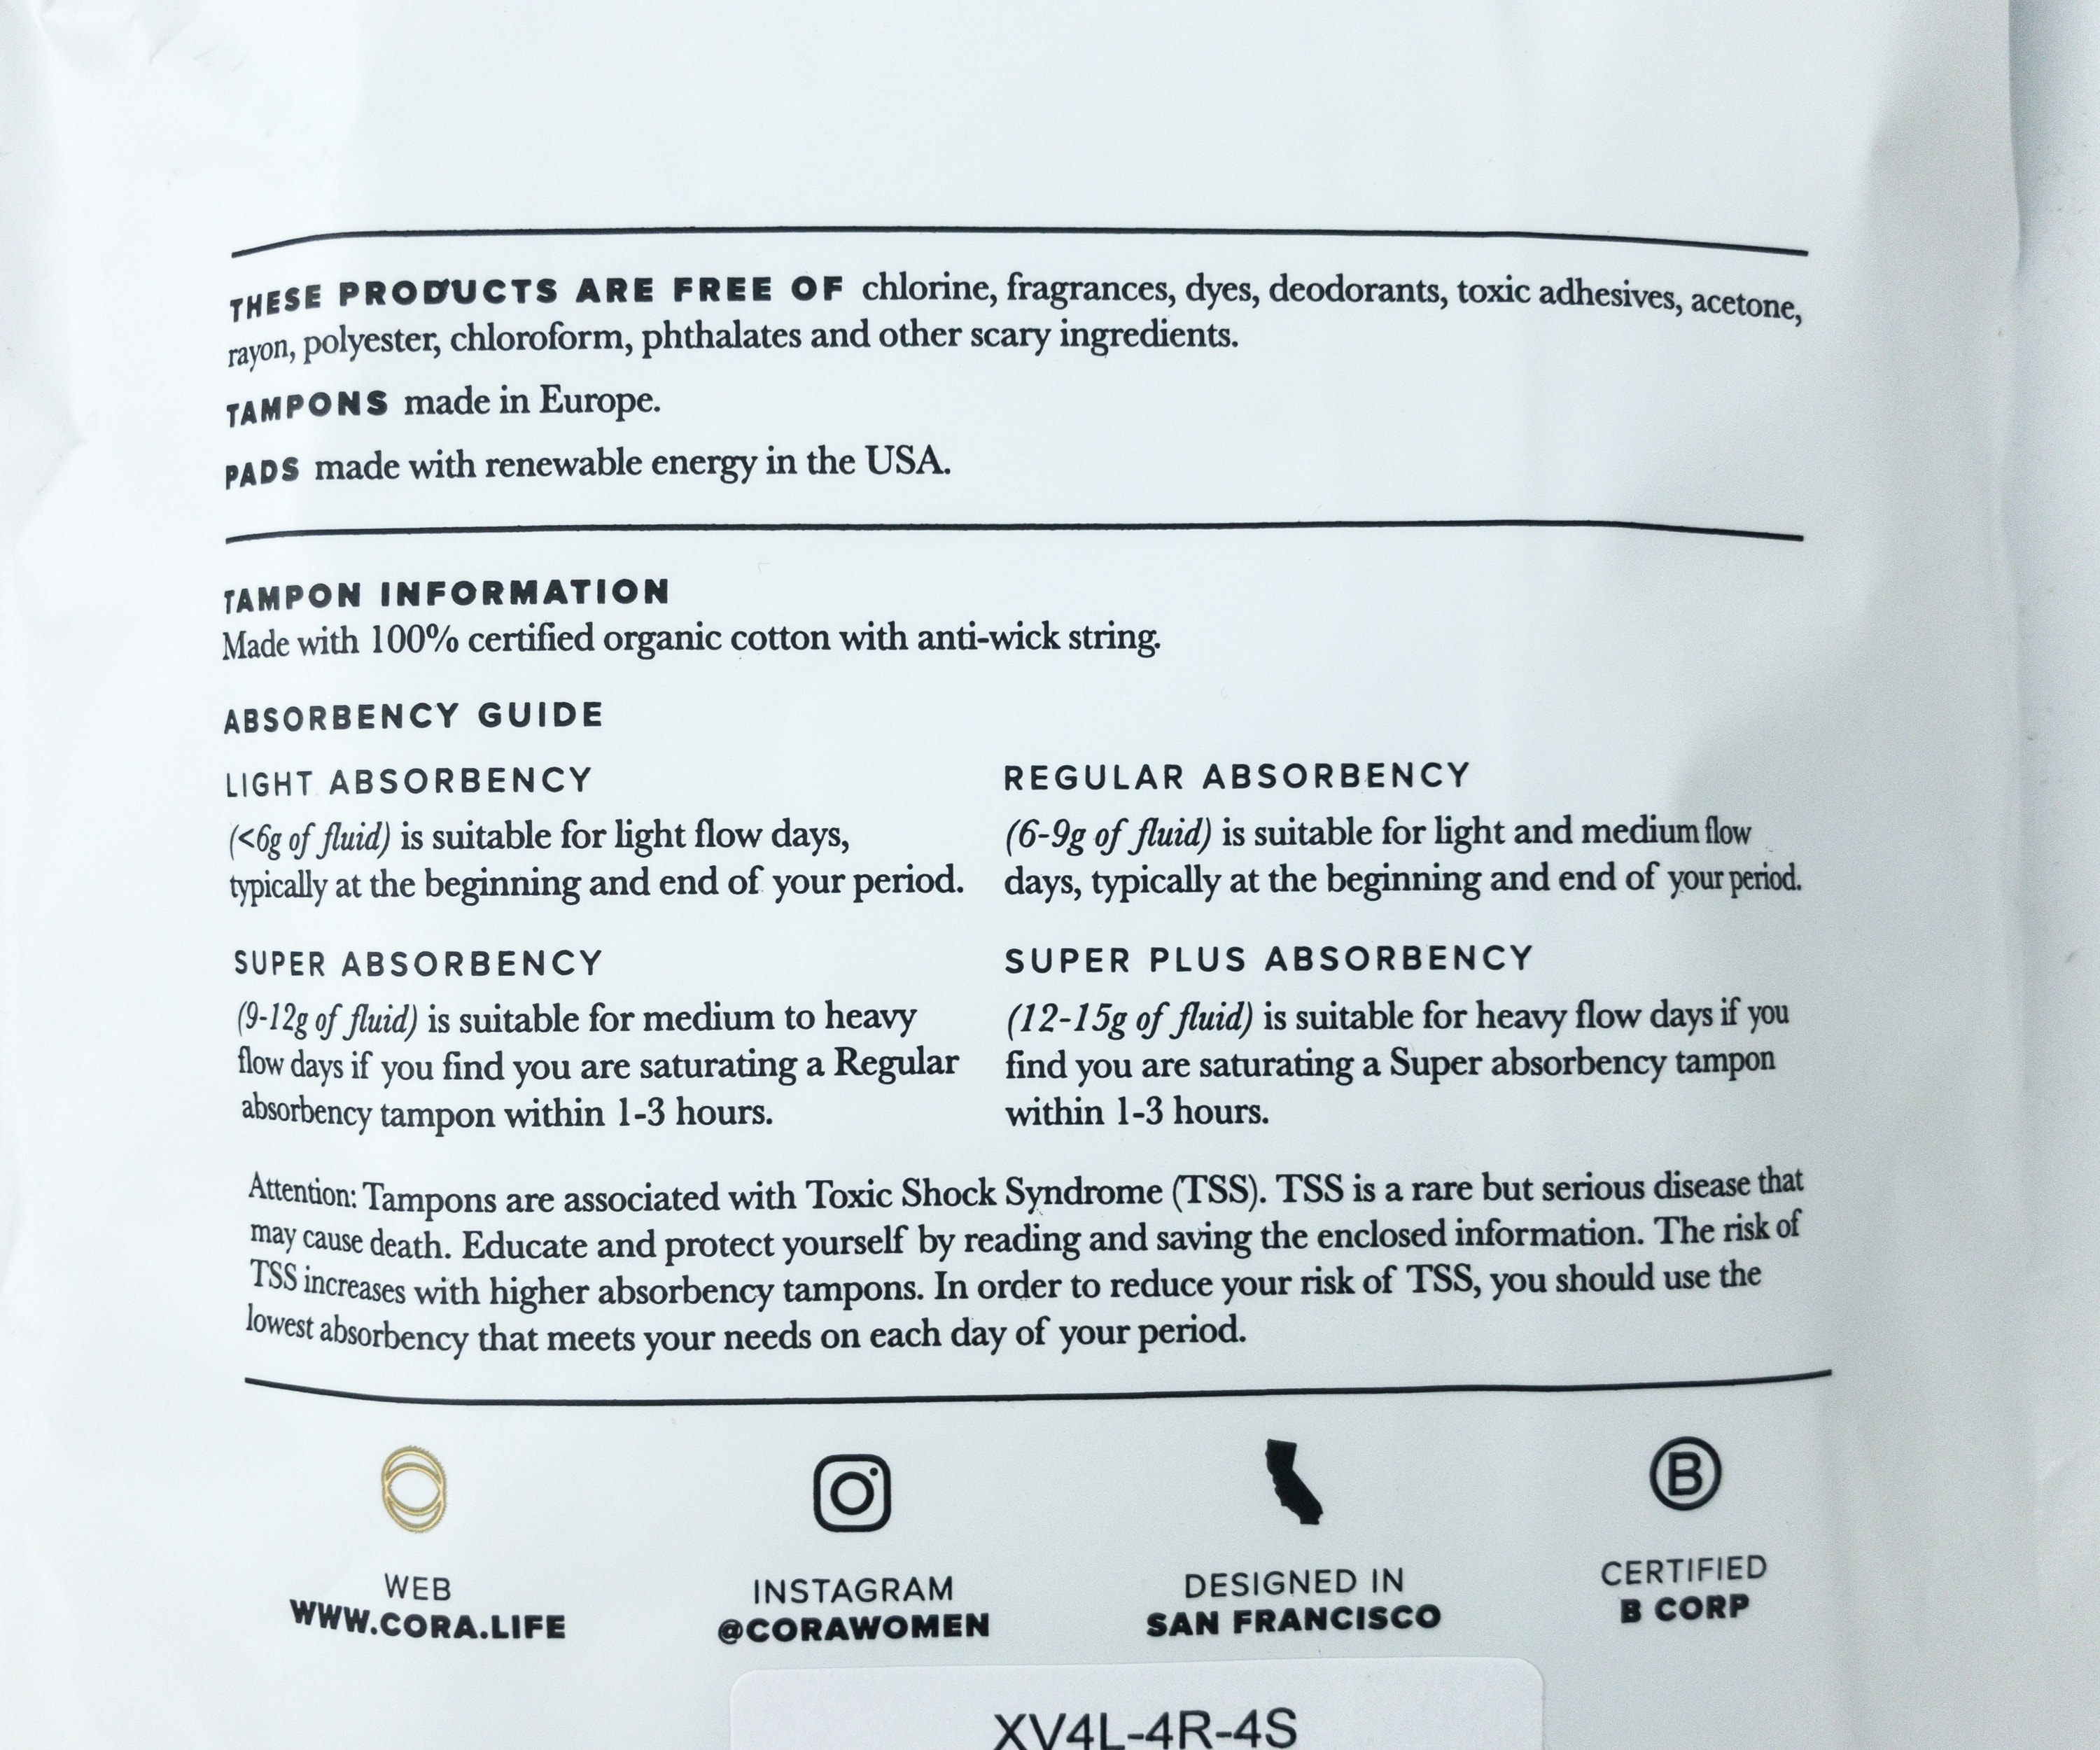 THESE PRODUCTS ARE FREE OF chlorine, fragrances, dyes, deodorants, toxic adhesives, acetone,
rayon, polyester, chloroform, phthalates and other scary ingredients.
TAMPONS made in Europe.
PADS made with renewable energy in the USA.
TAMPON INFORMATION
Made with 100% certified organic cotton with anti-wick string.
ABSORBENCY GUIDE
LIGHT ABSORBENCY
(<6g of fluid) is suitable for light flow days,
typically at the beginning and end of your period.
REGULAR ABSORBENCY
(6-9g of fluid) is suitable for light and medium flow
days, typically at the beginning and end of your period.
SUPER ABSORBENCY
(9-12g of fluid) is suitable for medium to heavy
flow days if you find you are saturating a Regular
absorbency tampon within 1-3 hours.
SUPER PLUS ABSORBENCY
(12-15g of fluid) is suitable for heavy flow days if you
find you are saturating a Super absorbency tampon
within 1-3 hours.
Attention: Tampons are associated with Toxic Shock Syndrome (TSS). TSS is a rare but serious disease that
may cause death. Educate and protect yourself by reading and saving the enclosed information. The risk of
TSS increases with higher absorbency tampons. In order to reduce your risk of TSS, you should use the
lowest absorbency that meets your needs on each day of your period.
WEB
WWW.CORA.LIFE
INSTAGRAM
@CORAWOMEN
DESIGNED IN
SAN FRANCISCO
B
CERTIFIED
B CORP
XV4L-4R-4S